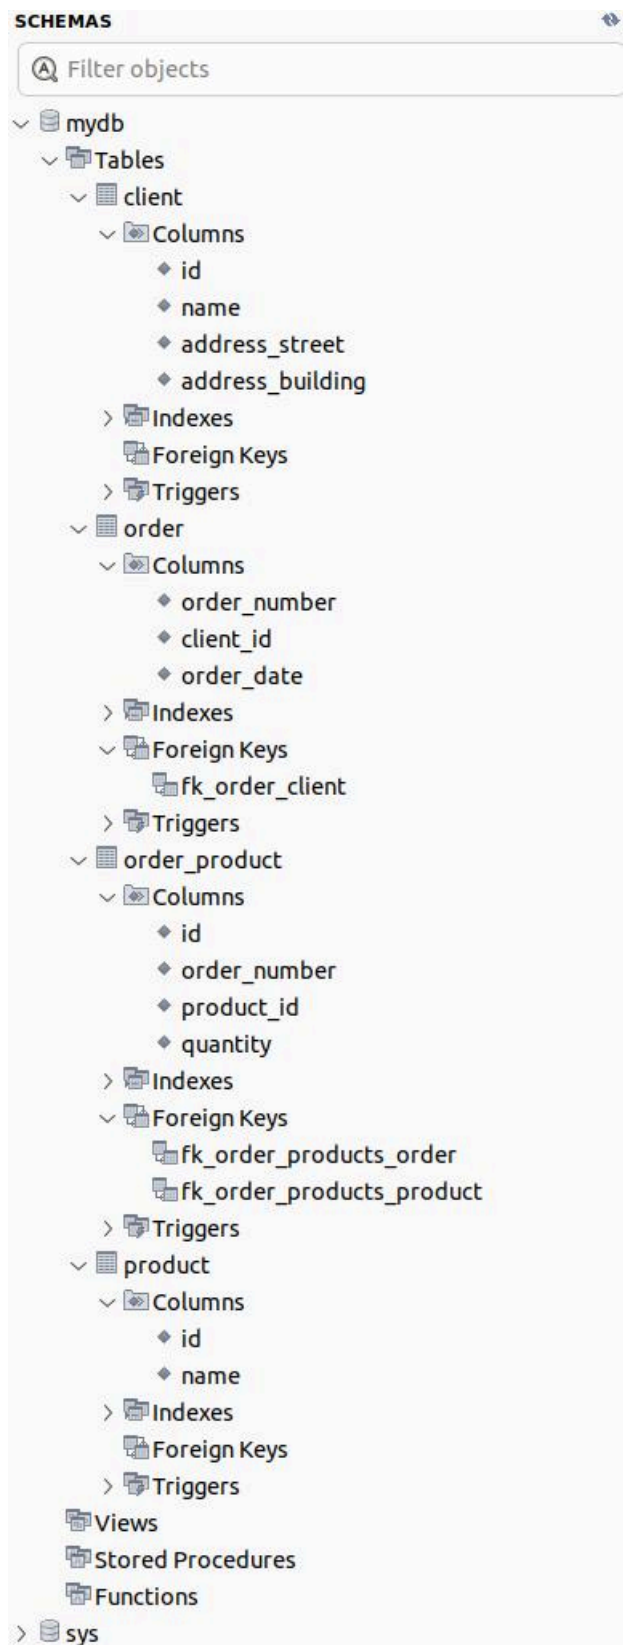 SCHEMAS
Filter objects
mydb
Tables
client
Columns
id
name
address_street
address_building
Indexes
Foreign Keys
Triggers
order
Columns
order_number
client_id
order_date
Indexes
Foreign Keys
fk_order_client
Triggers
order_product
Columns
id
order_number
product_id
quantity
Indexes
Foreign Keys
fk_order_products_order
fk_order_products_product
Triggers
product
Columns
id
name
Indexes
Foreign Keys
Triggers
Views
Stored Procedures
Functions
sys